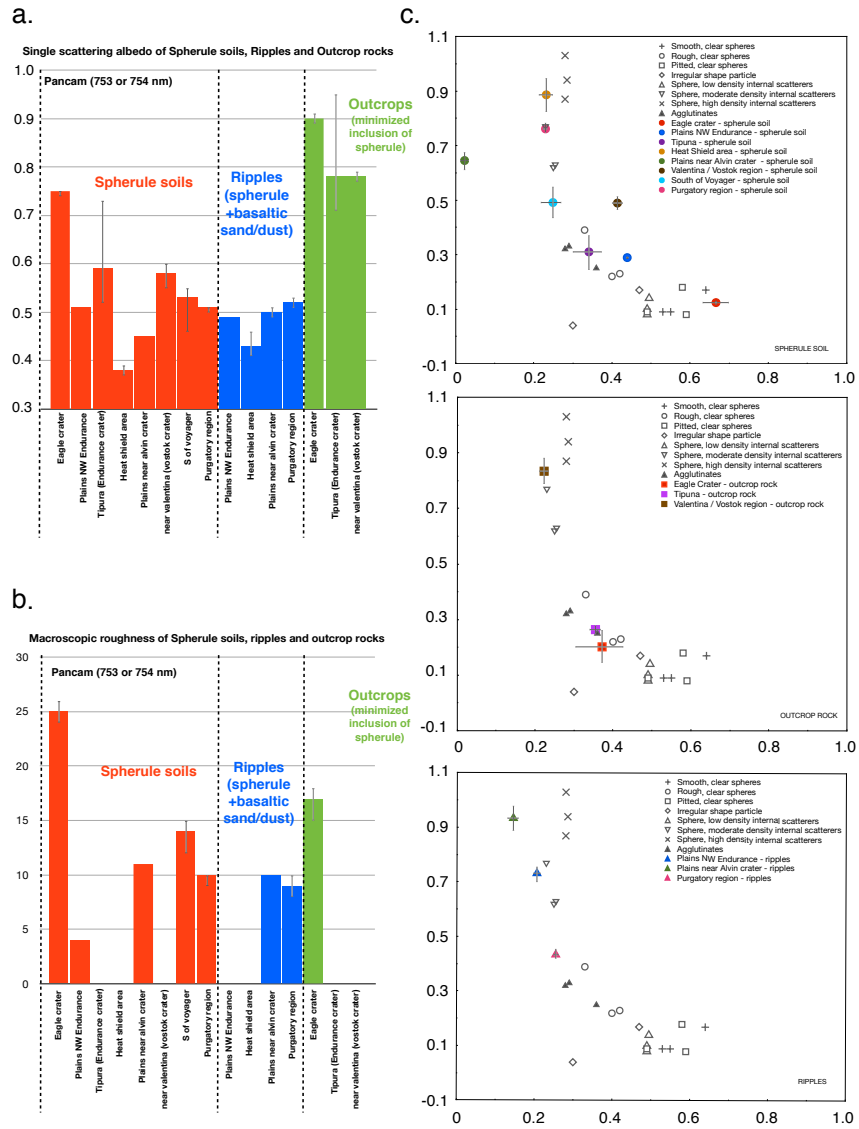 a.
Single scattering albedo of Spherule soils, Ripples and Outcrop rocks
1.0
0.9
0.8
0.7
0.6
0.5
0.4
0.3
Pancam (753 or 754 nm)
Spherule soils
Ripples
(spherule
+basaltic
sand/dust)
Outcrops
(minimized
inclusion of
spherule)
Eagle crater
Plains NW Endurance
Tipura (Endurance crater)
Heat shield area
Plains near alvin crater
near valentina (vostok crater)
S of voyager
Purgatory region
Plains NW Endurance
Heat shield area
Plains near alvin crater
Purgatory region
Eagle crater
Tipura (Endurance crater)
near valentina (vostok crater)
b.
Macroscopic roughness of Spherule soils, ripples and outcrop rocks
30
25
20
15
10
5
0
Pancam (753 or 754 nm)
Spherule soils
Ripples
(spherule
+basaltic
sand/dust)
Outcrops
(minimized
inclusion of
spherule)
Eagle crater
Plains NW Endurance
Tipura (Endurance crater)
Heat shield area
Plains near alvin crater
near valentina (vostok crater)
S of voyager
Purgatory region
Plains NW Endurance
Heat shield area
Plains near alvin crater
Purgatory region
Eagle crater
Tipura (Endurance crater)
near valentina (vostok crater)
c.
1.1
0.9
0.7
0.5
0.3
0.1
-0.1
Smooth, clear spheres
Rough, clear spheres
Pitted, clear spheres
Irregular shape particle
Sphere, low density internal scatterers
Sphere, moderate density internal scatterers
Sphere, high density internal scatterers
Agglutinates
Eagle crater - spherule soil
Plains NW Endurance - spherule soil
Tipuna - spherule soil
Heat Shield area - spherule soil
Plains near Alvin crater - spherule soil
Valentina / Vostok region - spherule soil
South of Voyager - spherule soil
Purgatory region - spherule soil
SPHERULE SOIL
0 0.2 0.4 0.6 0.8 1.0
1.1
0.9
0.7
0.5
0.3
0.1
-0.1
Smooth, clear spheres
Rough, clear spheres
Pitted, clear spheres
Irregular shape particle
Sphere, low density internal scatterers
Sphere, moderate density internal scatterers
Sphere, high density internal scatterers
Agglutinates
Eagle Crater - outcrop rock
Tipuna - outcrop rock
Valentina / Vostok region - outcrop rock
OUTCROP ROCK
0 0.2 0.4 0.6 0.8 1.0
1.1
0.9
0.7
0.5
0.3
0.1
-0.1
Smooth, clear spheres
Rough, clear spheres
Pitted, clear spheres
Irregular shape particle
Sphere, low density internal scatterers
Sphere, moderate density internal scatterers
Sphere, high density internal scatterers
Agglutinates
Plains NW Endurance - ripples
Plains near Alvin crater - ripples
Purgatory region - ripples
RIPPLES
0 0.2 0.4 0.6 0.8 1.0